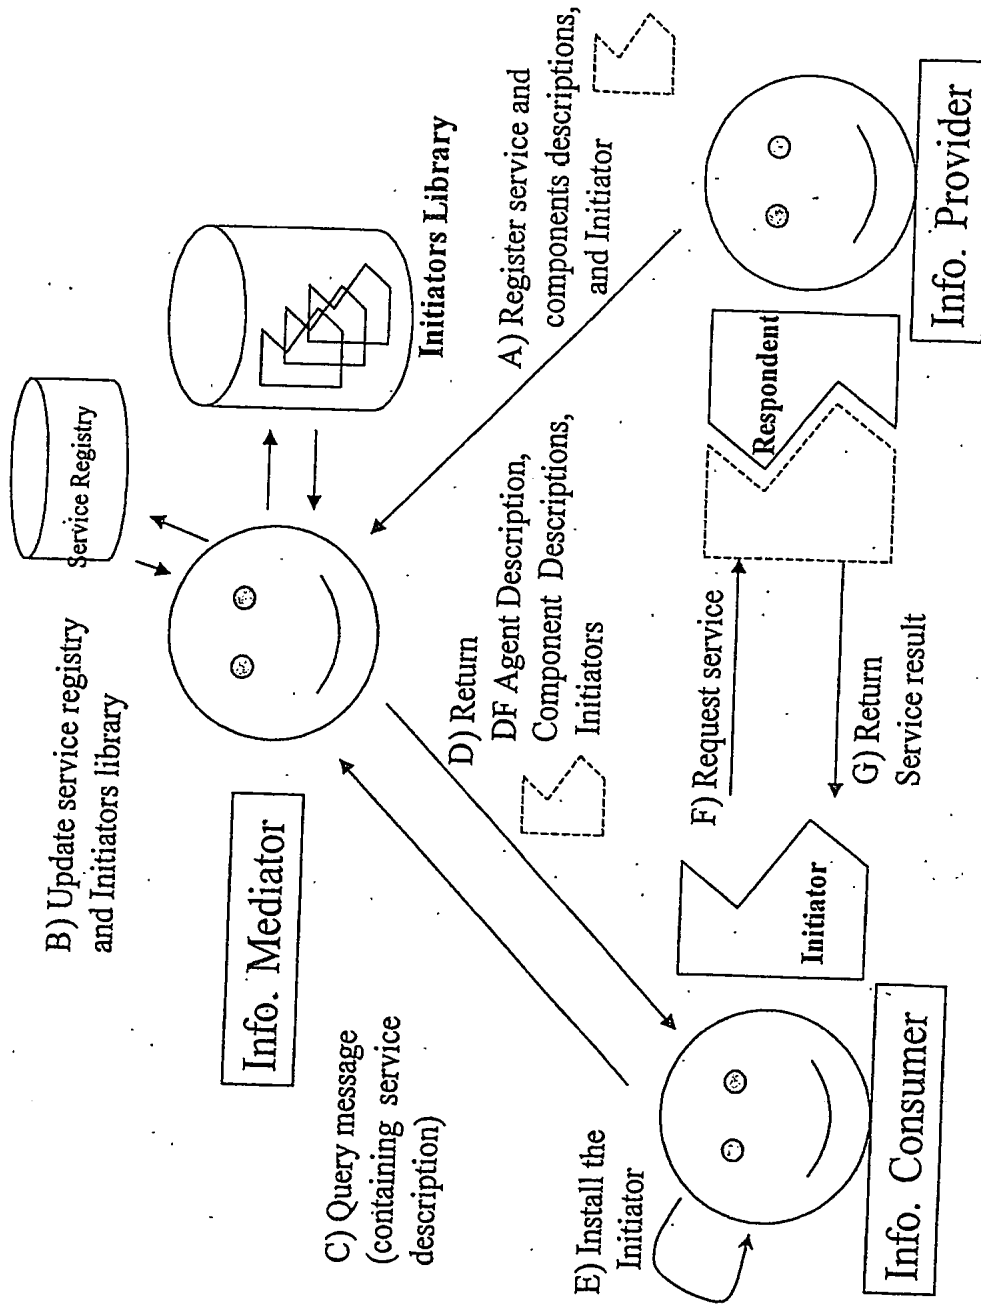 B) Update service registry
and Initiators library
Service Registry
Initiators Library
Info. Mediator
C) Query message
(containing service
description)
D) Return
DF Agent Description,
Component Descriptions,
Initiators
A) Register service and
components descriptions,
and Initiator
E) Install the
Initiator
Initiator
F) Request service
G) Return
Service result
Respondent
Info. Consumer
Info. Provider